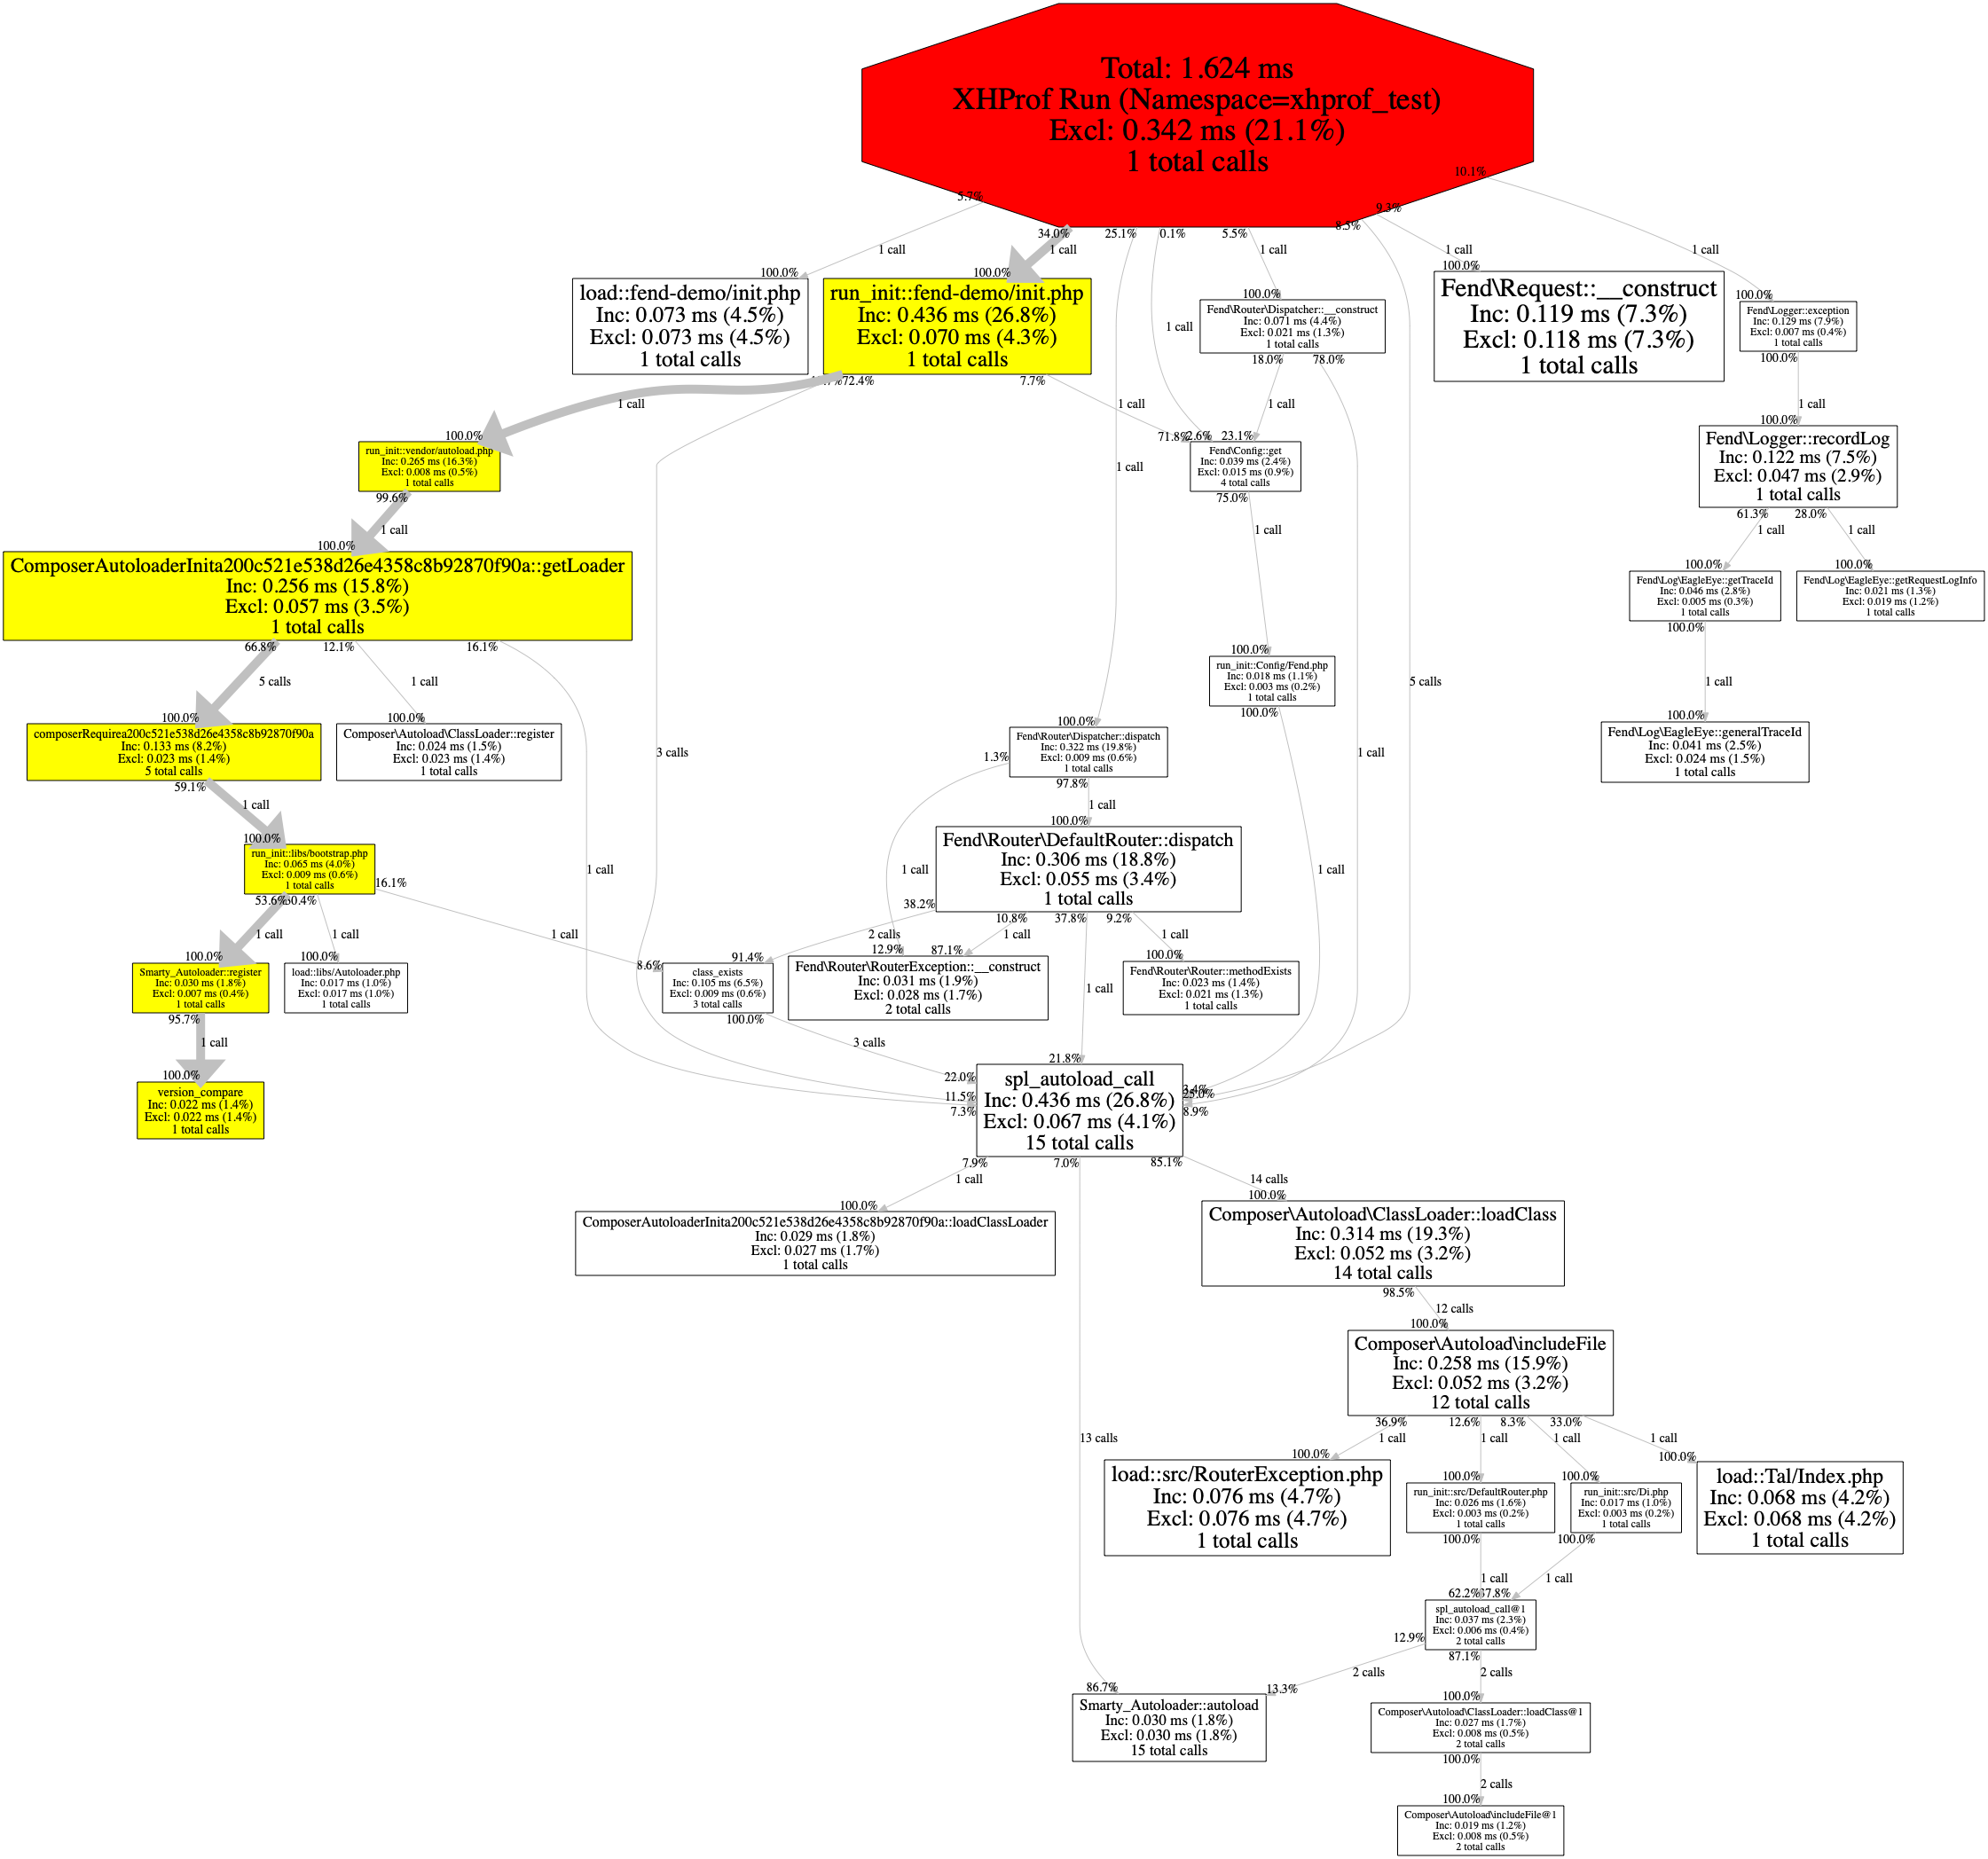 Total: 1.624 ms
XHProf Run (Namespace=xhprof_test)
Excl: 0.342 ms (21.1%)
1 total calls
5.7%
34.0%
25.1%
0.1%
5.5%
8.3%
9.3%
10.1%
1 call
1 call
1 call
1 call
1 call
100.0%
load::fend-demo/init.php
Inc: 0.073 ms (4.5%)
Excl: 0.073 ms (4.5%)
1 total calls
100.0%
run_init::fend-demo/init.php
Inc: 0.436 ms (26.8%)
Excl: 0.070 ms (4.3%)
1 total calls
72.4%
7.7%
1 call
100.0%
Fend\Router\Dispatcher::__construct
Inc: 0.071 ms (4.4%)
Excl: 0.021 ms (1.3%)
1 total calls
18.0%
78.0%
100.0%
Fend\Request::__construct
Inc: 0.119 ms (7.3%)
Excl: 0.118 ms (7.3%)
1 total calls
100.0%
Fend\Logger::exception
Inc: 0.129 ms (7.9%)
Excl: 0.007 ms (0.4%)
1 total calls
100.0%
1 call
1 call
1 call
1 call
100.0%
run_init::vendor/autoload.php
Inc: 0.265 ms (16.3%)
Excl: 0.008 ms (0.5%)
1 total calls
99.6%
1 call
71.8%
2.6%
23.1%
Fend\Config::get
Inc: 0.039 ms (2.4%)
Excl: 0.015 ms (0.9%)
4 total calls
75.0%
100.0%
Fend\Logger::recordLog
Inc: 0.122 ms (7.5%)
Excl: 0.047 ms (2.9%)
1 total calls
61.3%
28.0%
1 call
1 call
1 call
1 call
100.0%
ComposerAutoloaderInita200c521e538d26e4358c8b92870f90a::getLoader
Inc: 0.256 ms (15.8%)
Excl: 0.057 ms (3.5%)
1 total calls
66.8%
12.1%
16.1%
100.0%
Fend\Log\EagleEye::getTraceId
Inc: 0.046 ms (2.8%)
Excl: 0.005 ms (0.3%)
1 total calls
100.0%
100.0%
Fend\Log\EagleEye::getRequestLogInfo
Inc: 0.021 ms (1.3%)
Excl: 0.019 ms (1.2%)
1 total calls
100.0%
run_init::Config/Fend.php
Inc: 0.018 ms (1.1%)
Excl: 0.003 ms (0.2%)
1 total calls
100.0%
5 calls
1 call
5 calls
1 call
100.0%
composerRequirea200c521e538d26e4358c8b92870f90a
Inc: 0.133 ms (8.2%)
Excl: 0.023 ms (1.4%)
5 total calls
59.1%
100.0%
Composer\Autoload\ClassLoader::register
Inc: 0.024 ms (1.5%)
Excl: 0.023 ms (1.4%)
1 total calls
3 calls
100.0%
Fend\Router\Dispatcher::dispatch
Inc: 0.322 ms (19.8%)
Excl: 0.009 ms (0.6%)
1 total calls
1.3%
97.8%
1 call
100.0%
Fend\Log\EagleEye::generalTraceId
Inc: 0.041 ms (2.5%)
Excl: 0.024 ms (1.5%)
1 total calls
1 call
1 call
100.0%
run_init::libs/bootstrap.php
Inc: 0.065 ms (4.0%)
Excl: 0.009 ms (0.6%)
1 total calls
53.6%
16.1%
1 call
1 call
100.0%
Fend\Router\DefaultRouter::dispatch
Inc: 0.306 ms (18.8%)
Excl: 0.055 ms (3.4%)
1 total calls
38.2%
10.8%
37.8%
9.2%
1 call
1 call
1 call
1 call
2 calls
1 call
1 call
100.0%
Smarty_Autoloader::register
Inc: 0.030 ms (1.8%)
Excl: 0.007 ms (0.4%)
1 total calls
95.7%
100.0%
load::libs/Autoloader.php
Inc: 0.017 ms (1.0%)
Excl: 0.017 ms (1.0%)
1 total calls
8.6%
91.4%
class_exists
Inc: 0.105 ms (6.5%)
Excl: 0.009 ms (0.6%)
3 total calls
100.0%
12.9%
87.1%
Fend\Router\RouterException::__construct
Inc: 0.031 ms (1.9%)
Excl: 0.028 ms (1.7%)
2 total calls
100.0%
Fend\Router\Router::methodExists
Inc: 0.023 ms (1.4%)
Excl: 0.021 ms (1.3%)
1 total calls
1 call
1 call
3 calls
100.0%
version_compare
Inc: 0.022 ms (1.4%)
Excl: 0.022 ms (1.4%)
1 total calls
21.8%
22.0%
11.5%
7.3%
3.4%
25.0%
8.9%
spl_autoload_call
Inc: 0.436 ms (26.8%)
Excl: 0.067 ms (4.1%)
15 total calls
7.9%
7.0%
85.1%
1 call
14 calls
100.0%
ComposerAutoloaderInita200c521e538d26e4358c8b92870f90a::loadClassLoader
Inc: 0.029 ms (1.8%)
Excl: 0.027 ms (1.7%)
1 total calls
100.0%
Composer\Autoload\ClassLoader::loadClass
Inc: 0.314 ms (19.3%)
Excl: 0.052 ms (3.2%)
14 total calls
98.5%
12 calls
100.0%
Composer\Autoload\includeFile
Inc: 0.258 ms (15.9%)
Excl: 0.052 ms (3.2%)
12 total calls
36.9%
12.6%
8.3%
33.0%
13 calls
1 call
1 call
1 call
1 call
100.0%
load::src/RouterException.php
Inc: 0.076 ms (4.7%)
Excl: 0.076 ms (4.7%)
1 total calls
100.0%
run_init::src/DefaultRouter.php
Inc: 0.026 ms (1.6%)
Excl: 0.003 ms (0.2%)
1 total calls
100.0%
100.0%
run_init::src/Di.php
Inc: 0.017 ms (1.0%)
Excl: 0.003 ms (0.2%)
1 total calls
100.0%
100.0%
load::Tal/Index.php
Inc: 0.068 ms (4.2%)
Excl: 0.068 ms (4.2%)
1 total calls
1 call
1 call
62.2%
spl_autoload_call@1
Inc: 0.037 ms (2.3%)
Excl: 0.006 ms (0.4%)
2 total calls
12.9%
87.1%
2 calls
2 calls
86.7%
13.3%
Smarty_Autoloader::autoload
Inc: 0.030 ms (1.8%)
Excl: 0.030 ms (1.8%)
15 total calls
100.0%
Composer\Autoload\ClassLoader::loadClass@1
Inc: 0.027 ms (1.7%)
Excl: 0.008 ms (0.5%)
2 total calls
100.0%
2 calls
100.0%
Composer\Autoload\includeFile@1
Inc: 0.019 ms (1.2%)
Excl: 0.008 ms (0.5%)
2 total calls